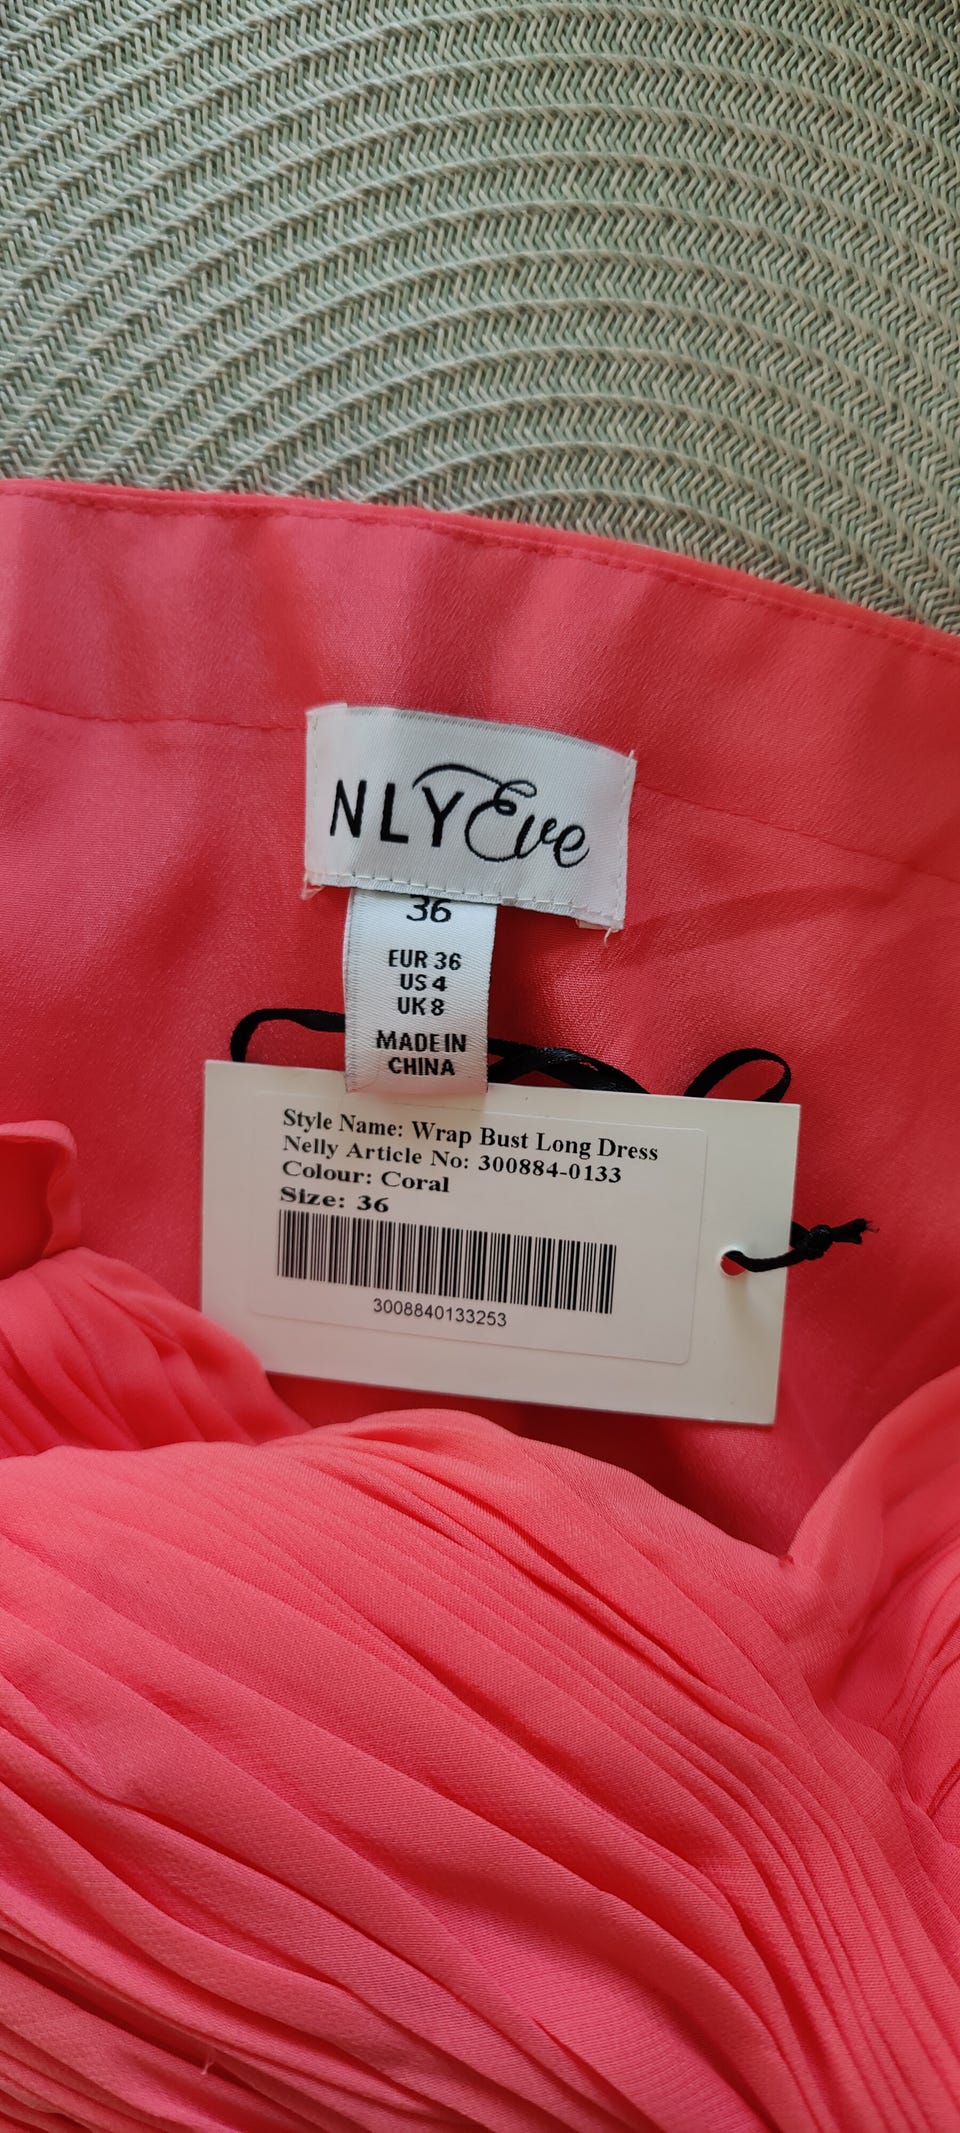 NLY Eve
36
EUR 36
US 4
UK 8
MADE IN
CHINA
Style Name: Wrap Bust Long Dress
Nelly Article No: 300884-0133
Colour: Coral
Size: 36
3008840133253